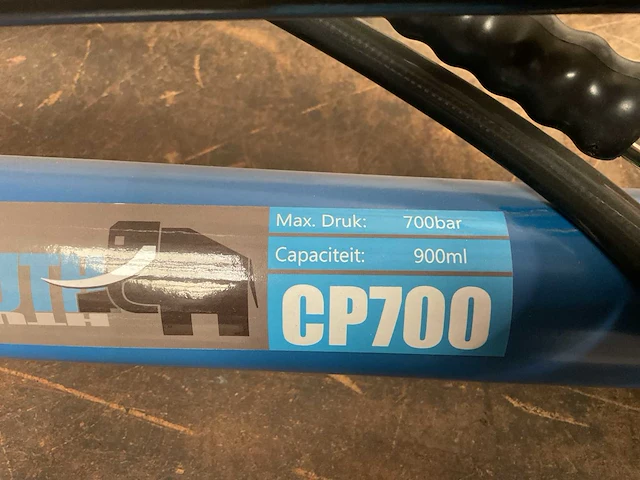 Max. Druk: 700bar
Capaciteit: 900ml
CP700